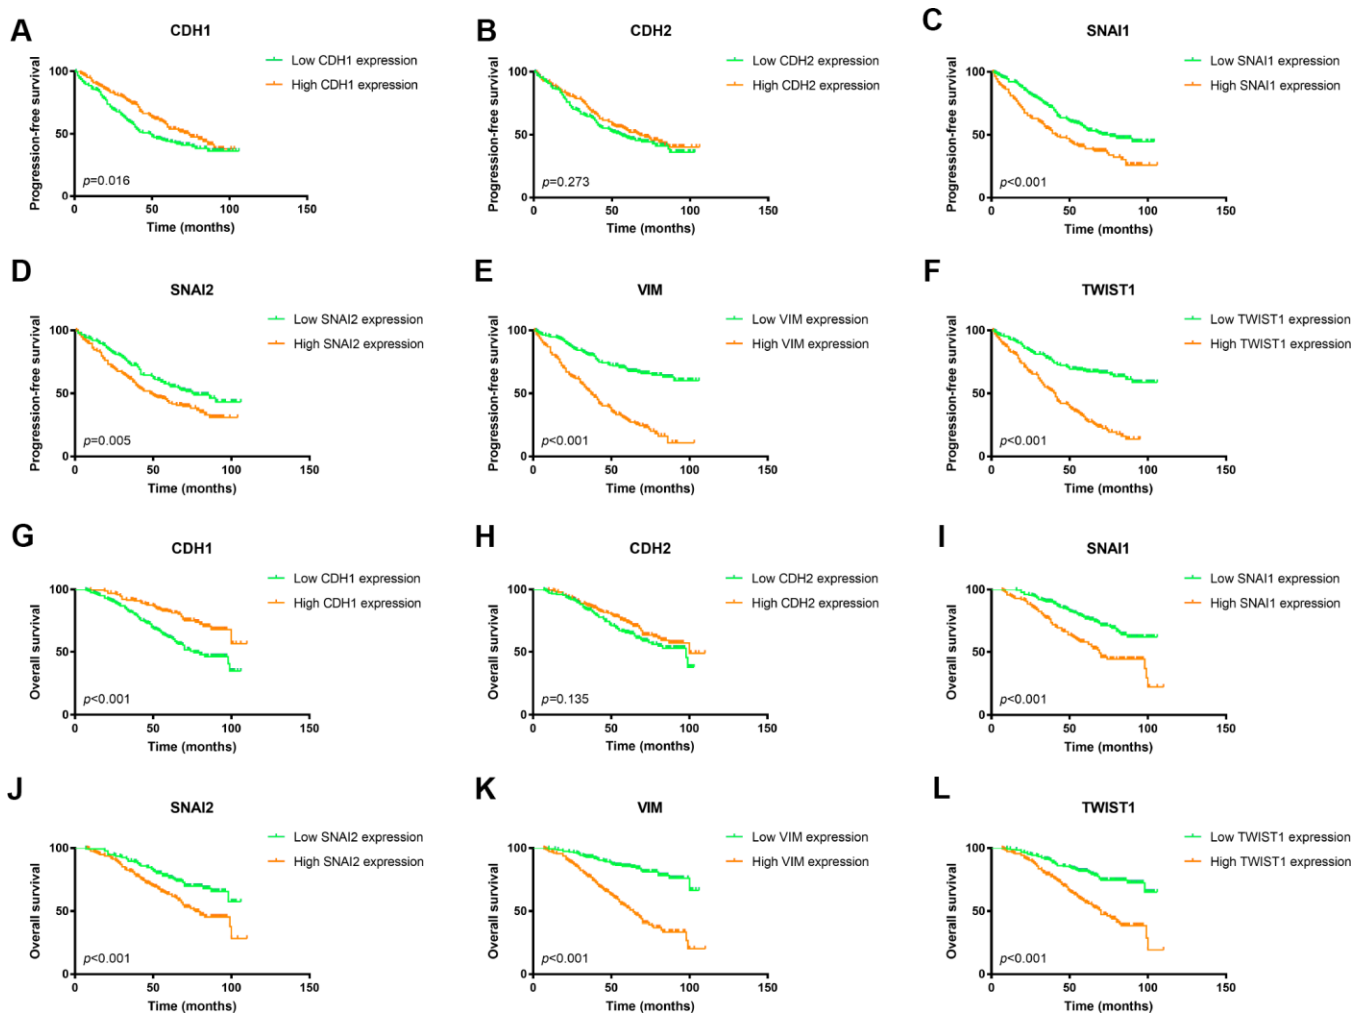 A
CDH1
Low CDH1 expression
High CDH1 expression
Progression-free survival
100
50
0
p=0.016
0 50 100 150
Time (months)
B
CDH2
Low CDH2 expression
High CDH2 expression
Progression-free survival
100
50
0
p=0.273
0 50 100 150
Time (months)
C
SNAI1
Low SNAI1 expression
High SNAI1 expression
Progression-free survival
100
50
0
p<0.001
0 50 100 150
Time (months)
D
SNAI2
Low SNAI2 expression
High SNAI2 expression
Progression-free survival
100
50
0
p=0.005
0 50 100 150
Time (months)
E
VIM
Low VIM expression
High VIM expression
Progression-free survival
100
50
0
p<0.001
0 50 100 150
Time (months)
F
TWIST1
Low TWIST1 expression
High TWIST1 expression
Progression-free survival
100
50
0
p<0.001
0 50 100 150
Time (months)
G
CDH1
Low CDH1 expression
High CDH1 expression
Overall survival
100
50
0
p<0.001
0 50 100 150
Time (months)
H
CDH2
Low CDH2 expression
High CDH2 expression
Overall survival
100
50
0
p=0.135
0 50 100 150
Time (months)
I
SNAI1
Low SNAI1 expression
High SNAI1 expression
Overall survival
100
50
0
p<0.001
0 50 100 150
Time (months)
J
SNAI2
Low SNAI2 expression
High SNAI2 expression
Overall survival
100
50
0
p<0.001
0 50 100 150
Time (months)
K
VIM
Low VIM expression
High VIM expression
Overall survival
100
50
0
p<0.001
0 50 100 150
Time (months)
L
TWIST1
Low TWIST1 expression
High TWIST1 expression
Overall survival
100
50
0
p<0.001
0 50 100 150
Time (months)